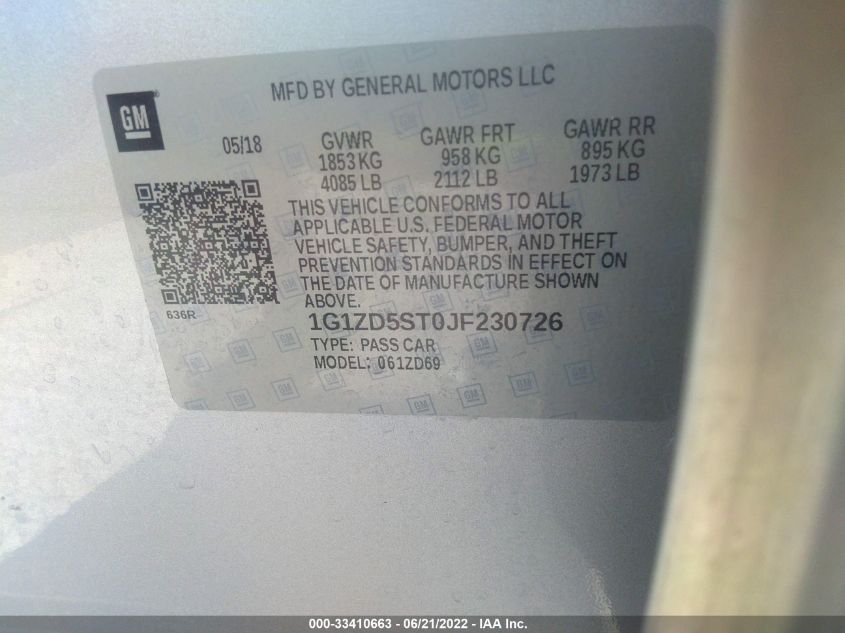 MFD BY GENERAL MOTORS LLC
GM
05/18 GVWR GAWR FRT GAWR RR
1853 KG 958 KG 895 KG
4085 LB 2112 LB 1973 LB
THIS VEHICLE CONFORMS TO ALL
APPLICABLE U.S. FEDERAL MOTOR
VEHICLE SAFETY, BUMPER, AND THEFT
PREVENTION STANDARDS IN EFFECT ON
THE DATE OF MANUFACTURE SHOWN
ABOVE.
636R
1G1ZD5ST0JF230726
TYPE: PASS CAR
MODEL: 061ZD69
000-33410663 - 06/21/2022 - IAA Inc.